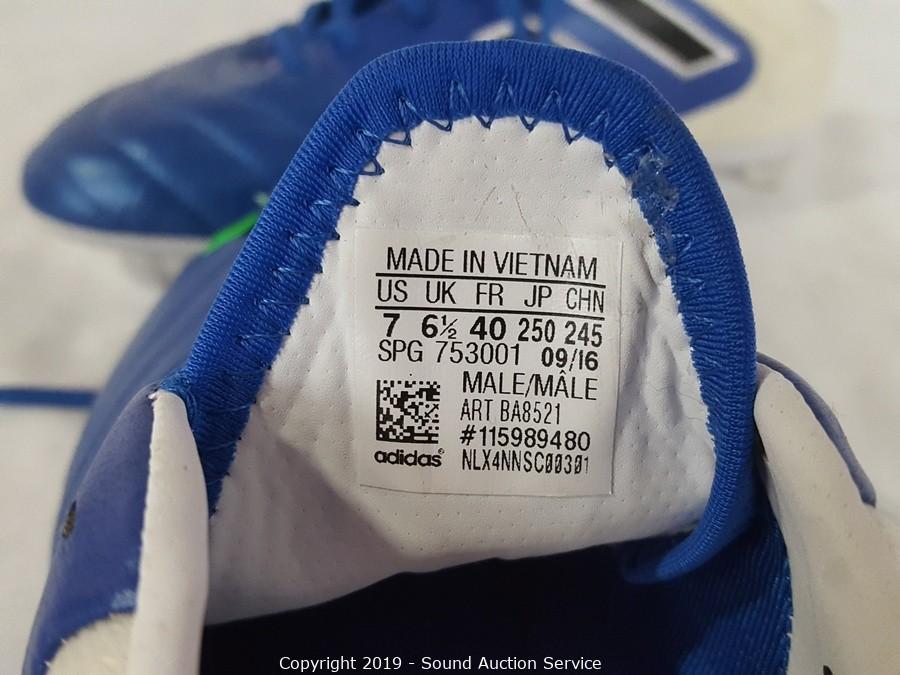 MADE IN VIETNAM
US UK FR JP CHN
7 6½ 40 250 245
SPG 753001 09/16
MALE/MÂLE
ART BA8521
#115989480
adidas® NLX4NNSC00301
Copyright 2019 - Sound Auction Service